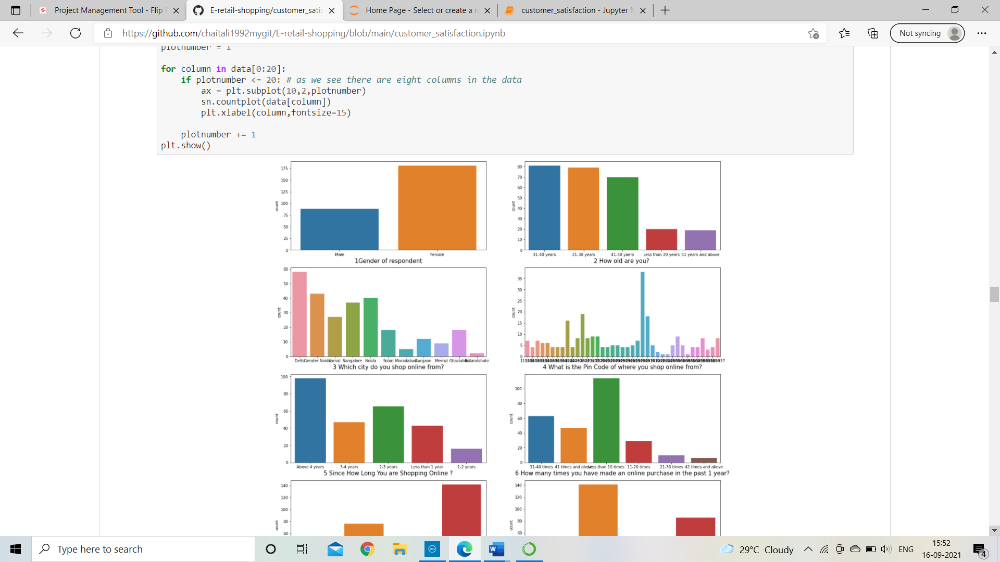 Project Management Tool - Flip
E-retail-shopping/customer_satis
Home Page - Select or create a n
customer_satisfaction - Jupyter N
https://github.com/chaitali1992mygit/E-retail-shopping/blob/main/customer_satisfaction.ipynb
Not syncing
plotnumber = 1
for column in data[0:20]:
if plotnumber <= 20: # as we see there are eight columns in the data
ax = plt.subplot(10,2,plotnumber)
sn.countplot(data[column])
plt.xlabel(column,fontsize=15)
plotnumber += 1
plt.show()
175
150
125
100
75
50
25
0
count
Male Female
1Gender of respondent
80
70
60
50
40
30
20
10
0
count
31-40 years 21-30 years 41-50 yaers Less than 20 years 51 years and above
2 How old are you?
60
50
40
30
20
10
0
count
Delhi Greater Noida Karnal Bangalore Noida Solan Moradabad Gurgaon Merrut Ghaziabad Bulandshahr
3 Which city do you shop online from?
35
30
25
20
15
10
5
0
count
4 What is the Pin Code of where you shop online from?
100
80
60
40
20
0
count
Above 4 years 3-4 years 2-3 years Less than 1 year 1-2 years
5 Since How Long You are Shopping Online ?
100
80
60
40
20
0
count
31-40 times 41 times and above Less than 10 times 11-20 times 21-30 times 42 times and above
6 How many times you have made an online purchase in the past 1 year?
140
120
100
80
60
count
140
120
100
80
60
count
Type here to search
DELL
W
29°C Cloudy
ENG
15:52
16-09-2021
4